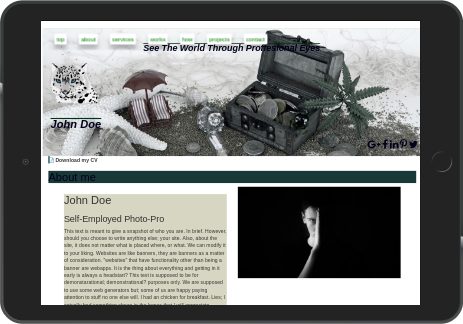 top about services works how projects contact
See The World Through Professional Eyes
John Doe
Download my CV
About me
John Doe
Self-Employed Photo-Pro
This text is meant to give a snapshot of who you are. In brief. However,
should you choose to write anything else; your site. Also, about the
site, it does not matter what is placed where, or what. We can modify it
to your liking. Websites are like banners, they are banners as a matter
of consideration. "websites" that have functionality other than being a
banner are webapps. It is the thing about everything and getting in it
early is always a headstart? This text is supposed to be for
demonstrational; demonstrational? purposes only. We are supposed
to use some web generators but; some of us are happy paying
attention to stuff no one else will. I had an chicken for breakfast. Lies; I